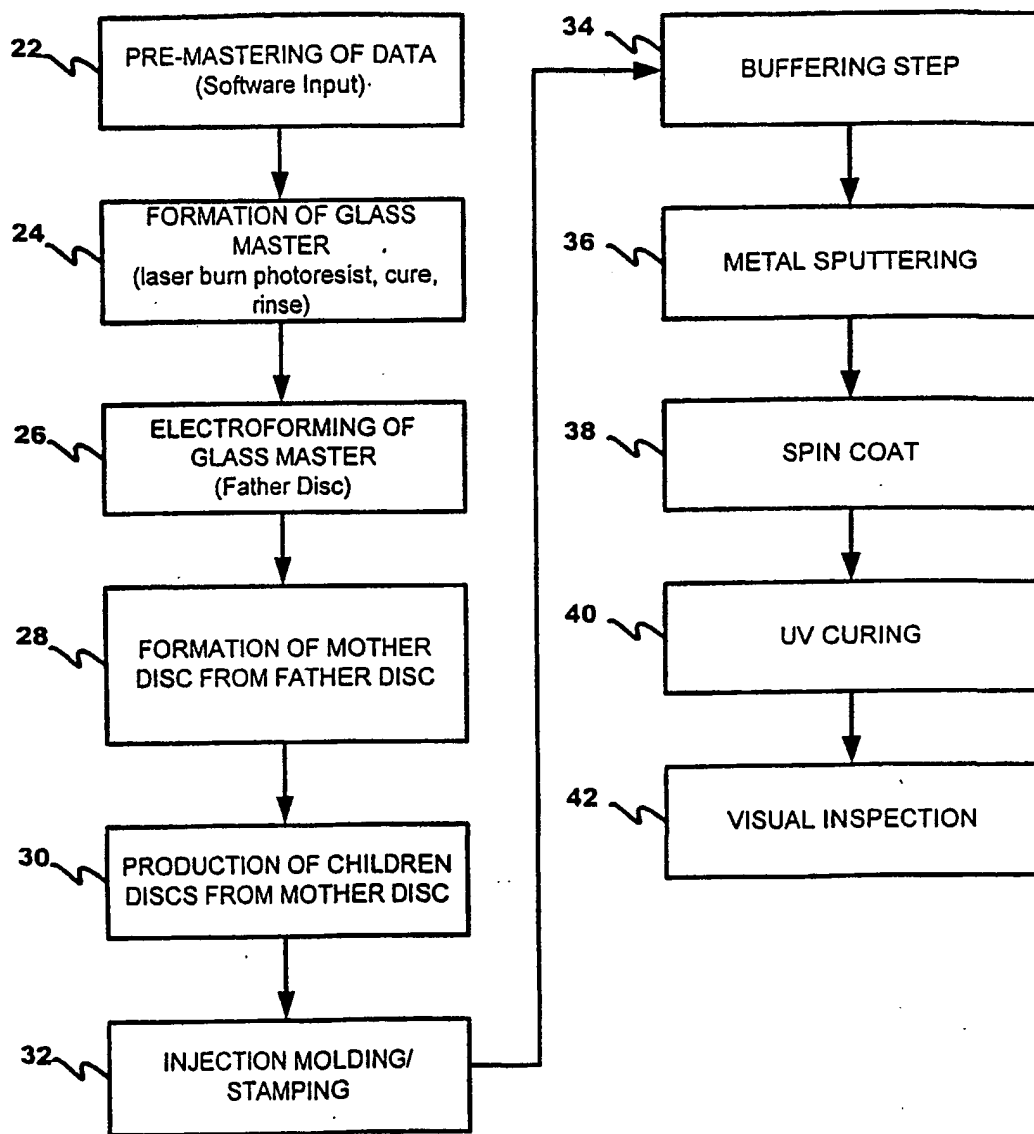 22
PRE-MASTERING OF DATA
(Software Input)
24
FORMATION OF GLASS
MASTER
(laser burn photoresist, cure,
rinse)
26
ELECTROFORMING OF
GLASS MASTER
(Father Disc)
28
FORMATION OF MOTHER
DISC FROM FATHER DISC
30
PRODUCTION OF CHILDREN
DISCS FROM MOTHER DISC
32
INJECTION MOLDING/
STAMPING
34
BUFFERING STEP
36
METAL SPUTTERING
38
SPIN COAT
40
UV CURING
42
VISUAL INSPECTION